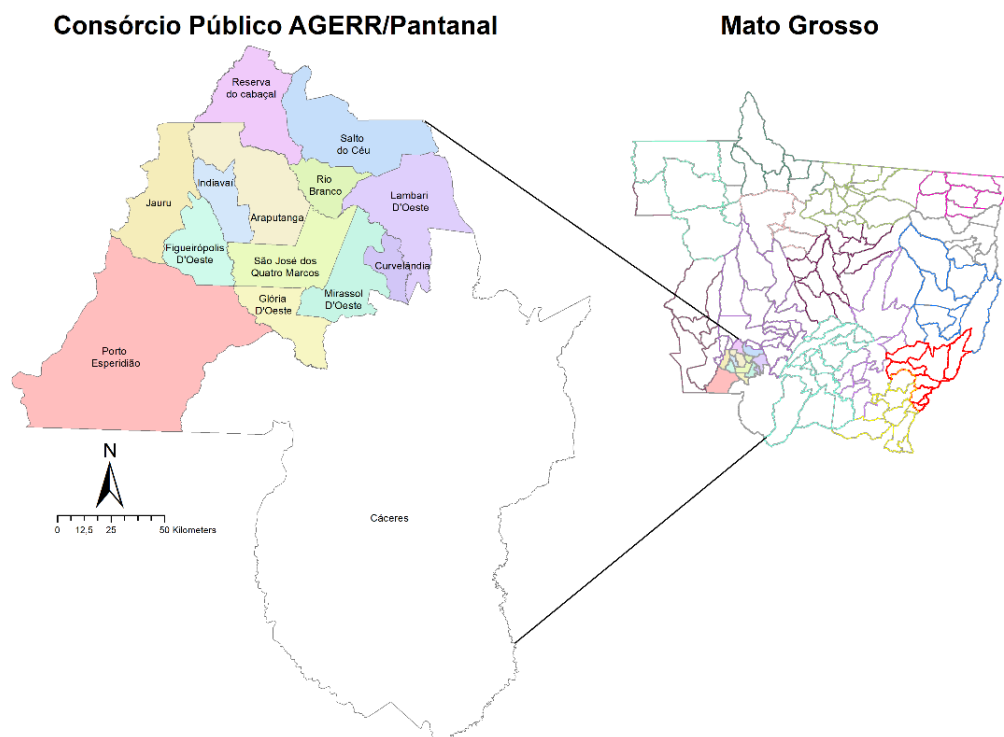 Consórcio Público AGERR/Pantanal
Mato Grosso
Reserva
do cabaçal
Salto
do Céu
Rio
Branco
Indiavaí
Lambari
D'Oeste
Jauru
Araputanga
Figueirópolis
D'Oeste
São José dos
Quatro Marcos
Curvelândia
Glória
D'Oeste
Mirassol
D'Oeste
Porto
Esperidião
N
0 12,5 25 50 Kilometers
Cáceres